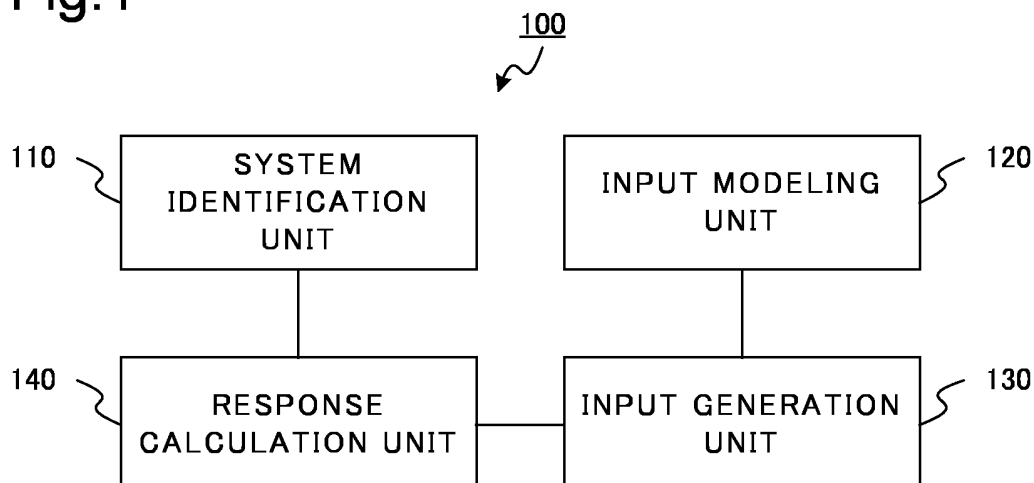 Fig.1
100
110
SYSTEM
IDENTIFICATION
UNIT
INPUT MODELING
UNIT
120
140
RESPONSE
CALCULATION UNIT
INPUT GENERATION
UNIT
130